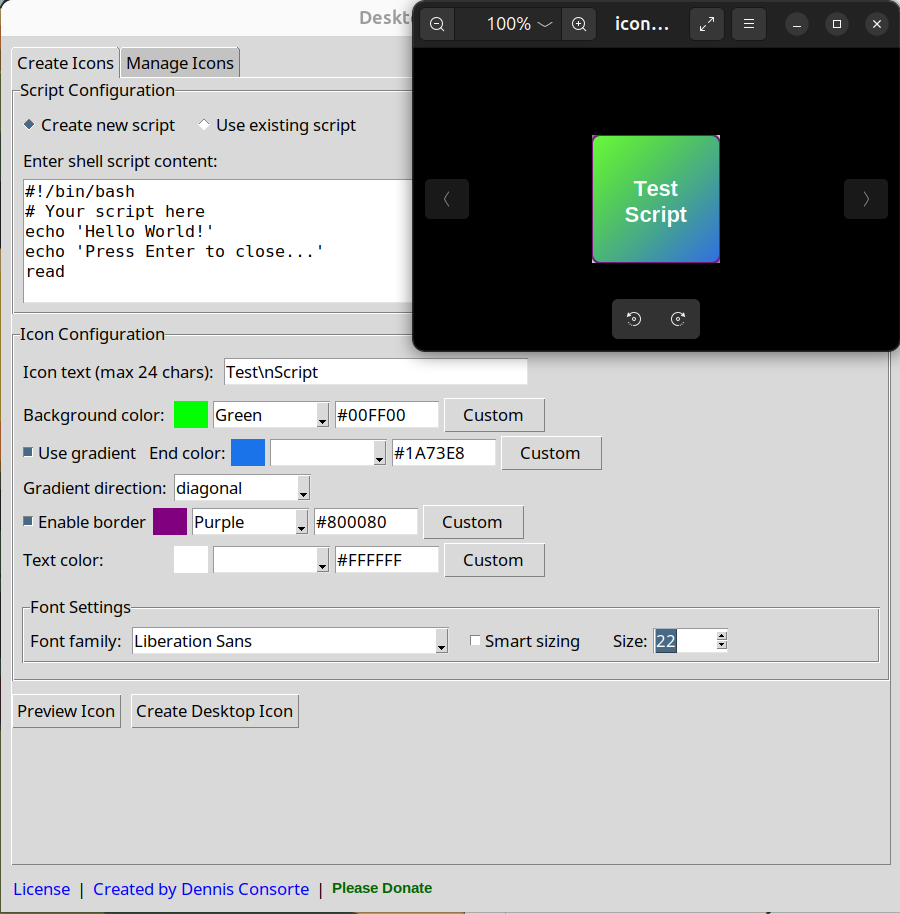 Deskt
100%
icon...
Create Icons
Manage Icons
Script Configuration
Create new script
Use existing script
Enter shell script content:
#!/bin/bash
# Your script here
echo 'Hello World!'
echo 'Press Enter to close...'
read
Test
Script
Icon Configuration
Icon text (max 24 chars): Test\nScript
Background color: Green #00FF00 Custom
Use gradient End color: #1A73E8 Custom
Gradient direction: diagonal
Enable border Purple #800080 Custom
Text color: #FFFFFF Custom
Font Settings
Font family: Liberation Sans Smart sizing Size: 22
Preview Icon
Create Desktop Icon
License | Created by Dennis Consorte | Please Donate